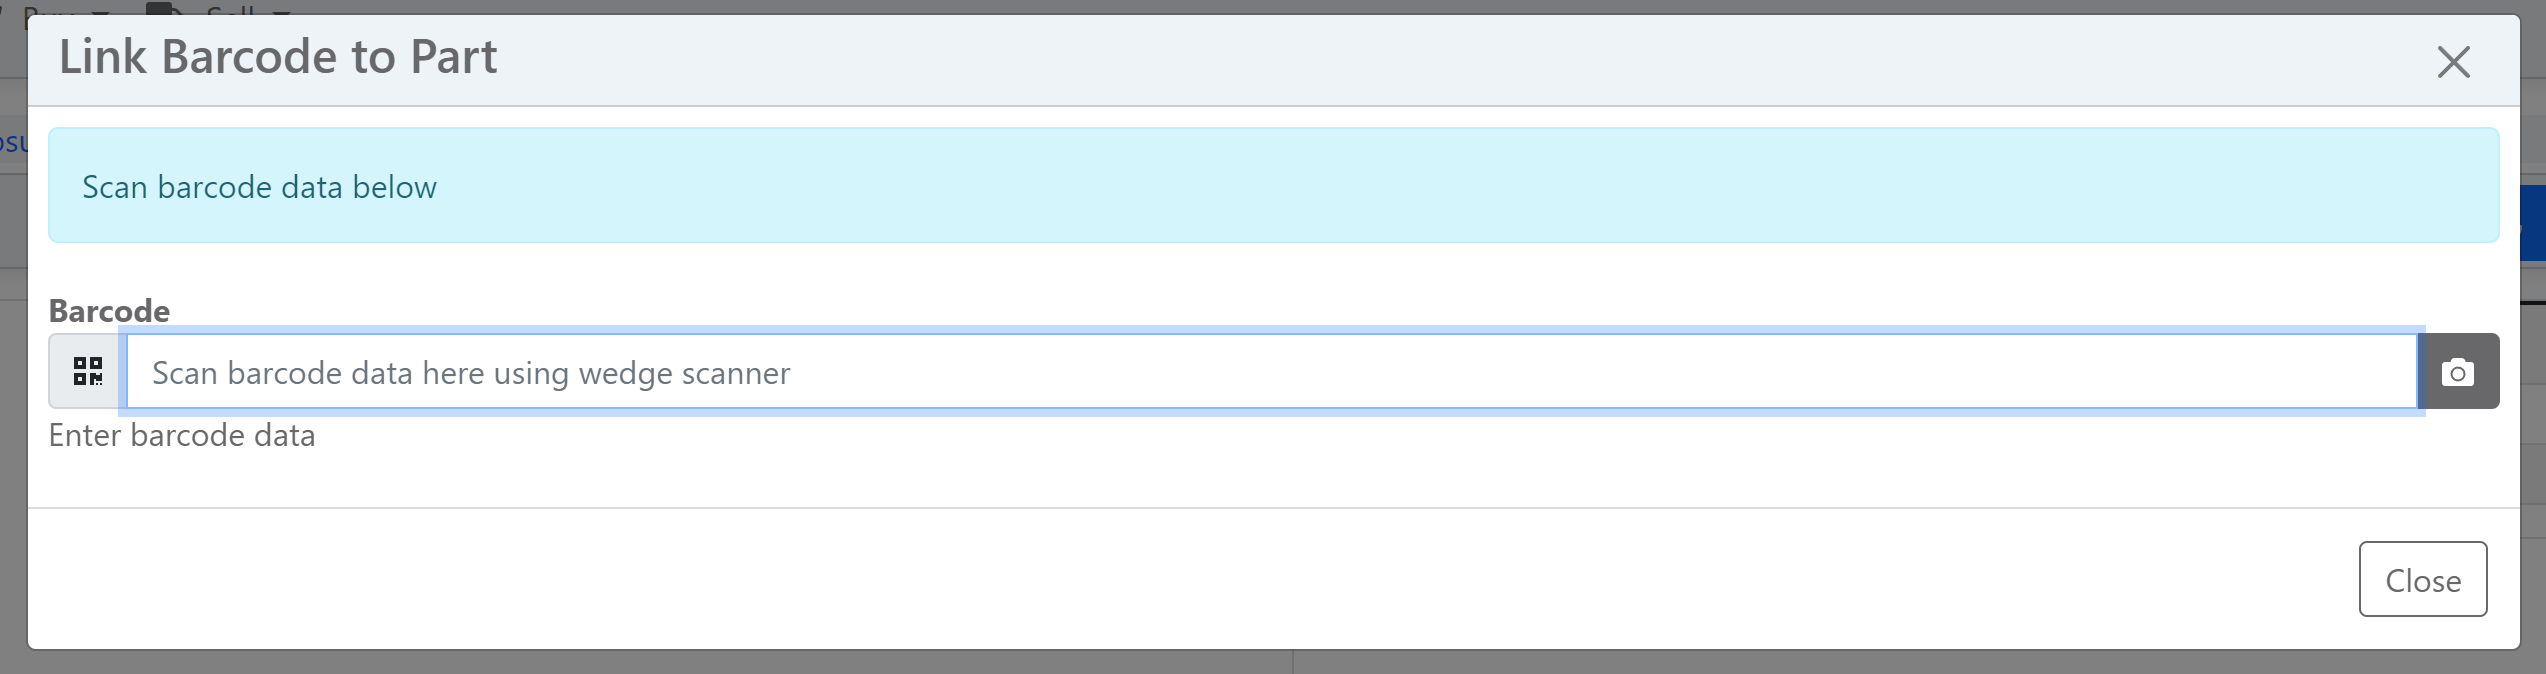 Link Barcode to Part
Scan barcode data below
Barcode
Scan barcode data here using wedge scanner
Enter barcode data
Close